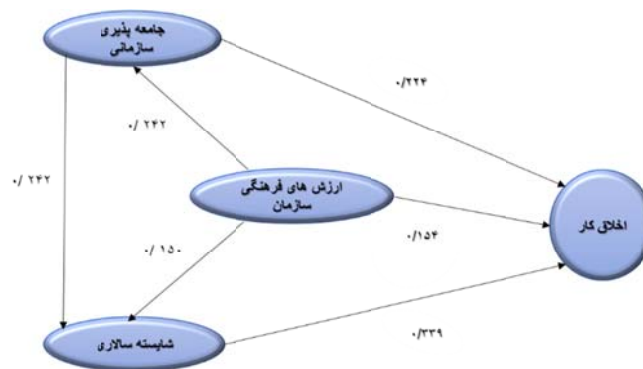 جامعه پذیری
سازمانی
۰/۲۲۴
۰/ ۲۴۲
۰/ ۲۴۲
ارزش های فرهنگی
سازمان
اخلاق کار
۰/۱۵۴
۰/ ۱۵۰
۰/۳۳۹
شایسته سالاری